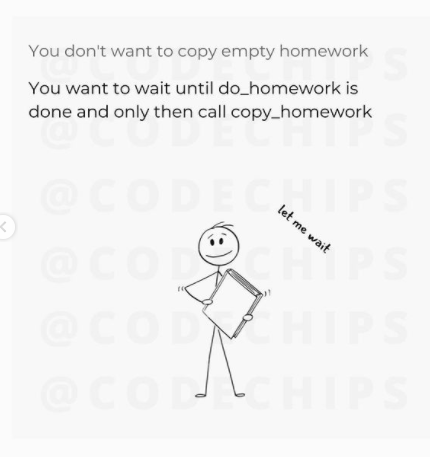 You don't want to copy empty homework
You want to wait until do_homework is
done and only then call copy_homework
@CODECHIPS
@CODECHIPS
@CODECHIPS
@CODECHIPS
@CODECHIPS
@CODECHIPS
let me wait